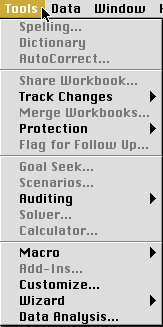 Tools Data Window
Spelling...
Dictionary
AutoCorrect...
Share Workbook...
Track Changes
Merge Workbooks...
Protection
Flag for Follow Up...
Goal Seek...
Scenarios...
Auditing
Solver...
Calculator...
Macro
Add-Ins...
Customize...
Wizard
Data Analysis...